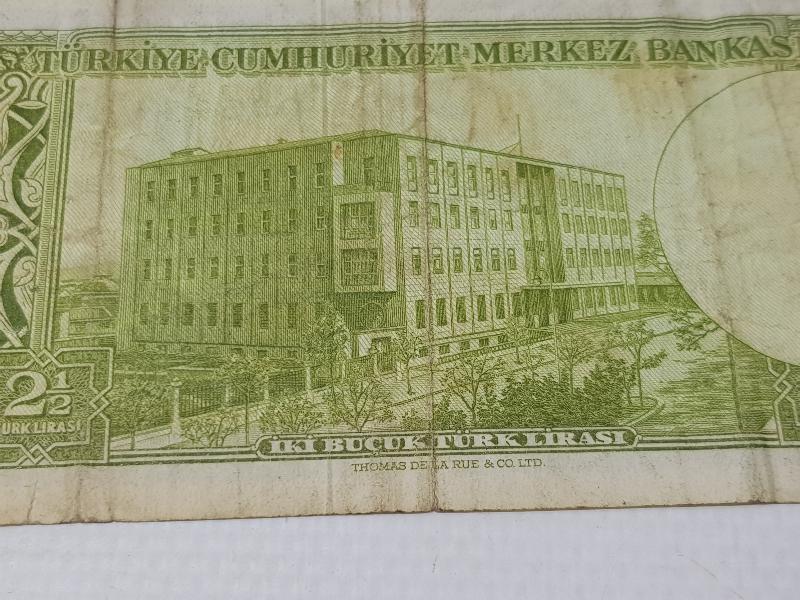 TÜRKİYE CUMHURİYET MERKEZ BANKAS
2½
TÜRK LİRASI
İKİ BUÇUK TÜRK LİRASI
THOMAS DE LA RUE & CO. LTD.